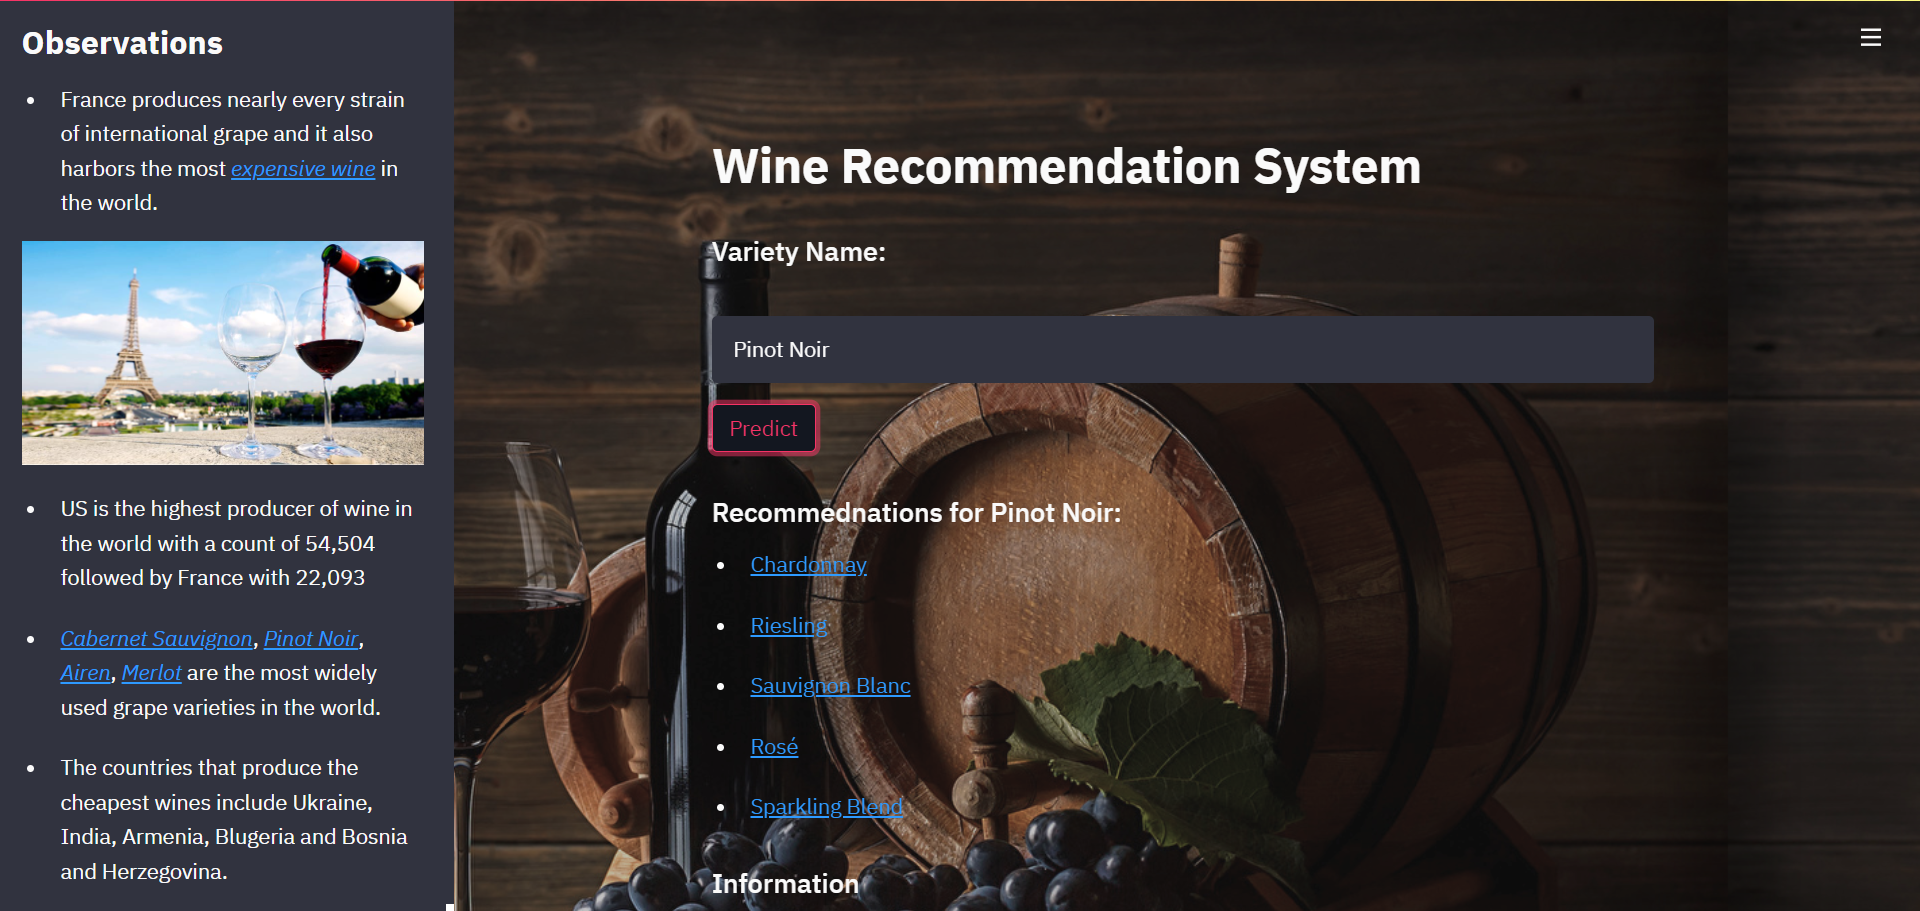 Observations
France produces nearly every strain
of international grape and it also
harbors the most expensive wine in
the world.
US is the highest producer of wine in
the world with a count of 54,504
followed by France with 22,093
Cabernet Sauvignon, Pinot Noir,
Airen, Merlot are the most widely
used grape varieties in the world.
The countries that produce the
cheapest wines include Ukraine,
India, Armenia, Blugeria and Bosnia
and Herzegovina.
Wine Recommendation System
Variety Name:
Pinot Noir
Predict
Recommednations for Pinot Noir:
Chardonnay
Riesling
Sauvignon Blanc
Rosé
Sparkling Blend
Information